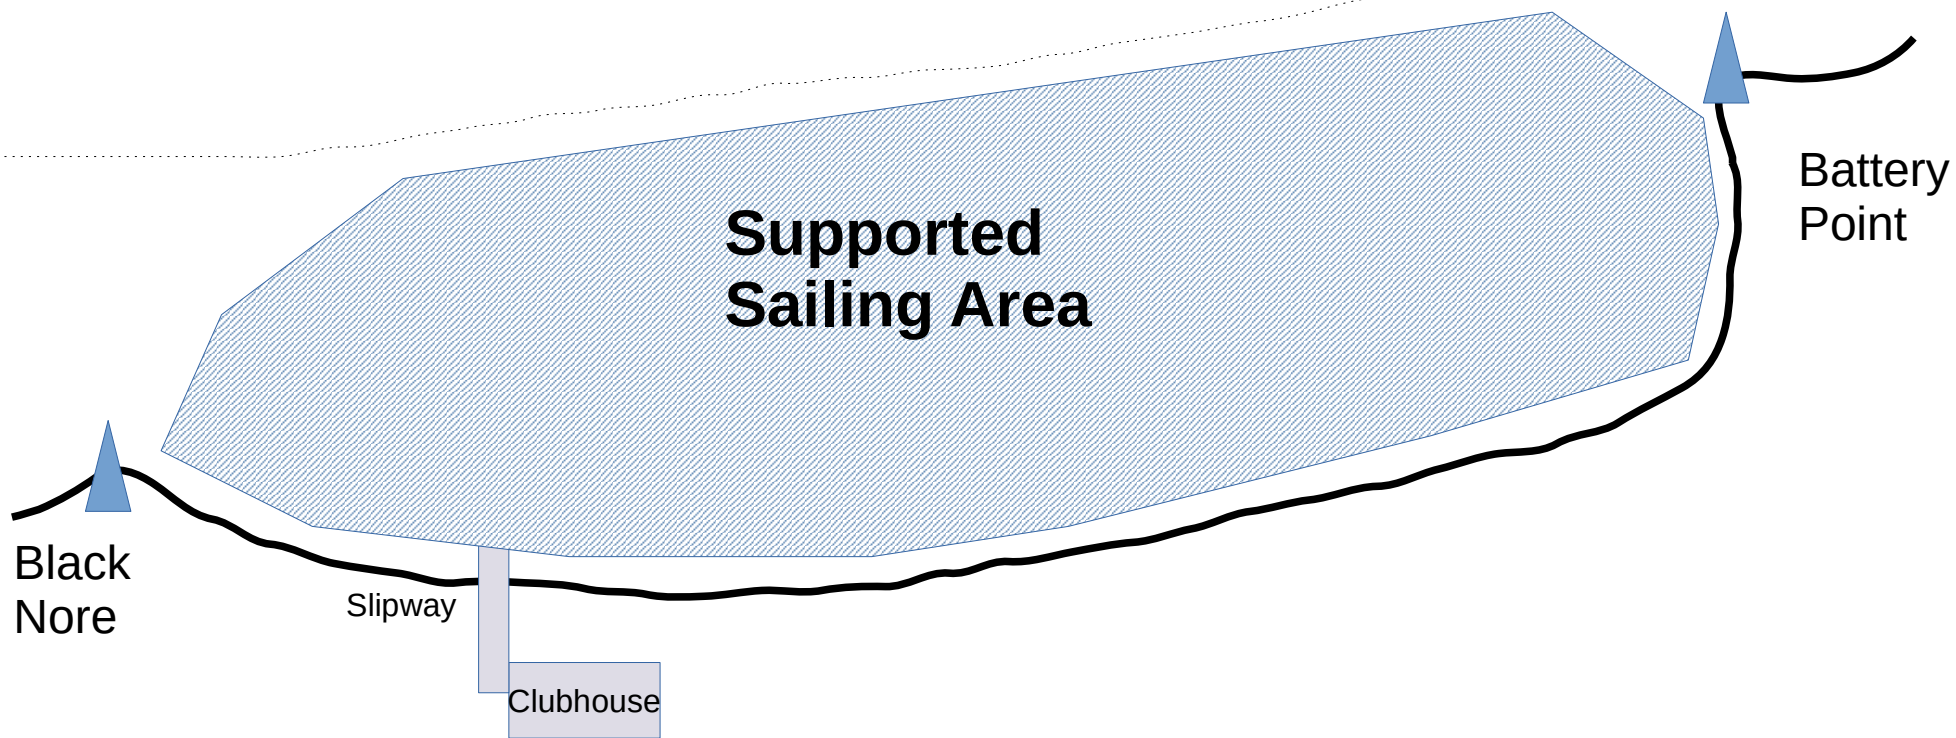 Supported
Sailing Area
Battery
Point
Black
Nore
Slipway
Clubhouse